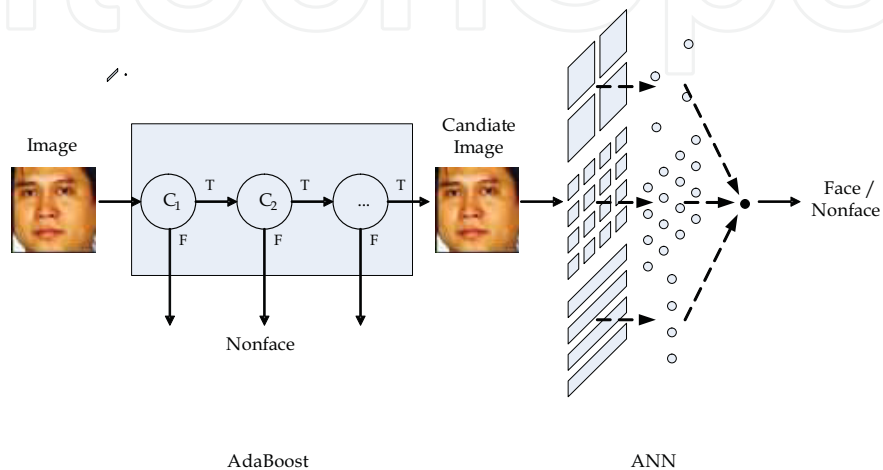 Image
C1
T
C2
T
...
T
F
F
F
Nonface
Candiate
Image
Face /
Nonface
AdaBoost
ANN